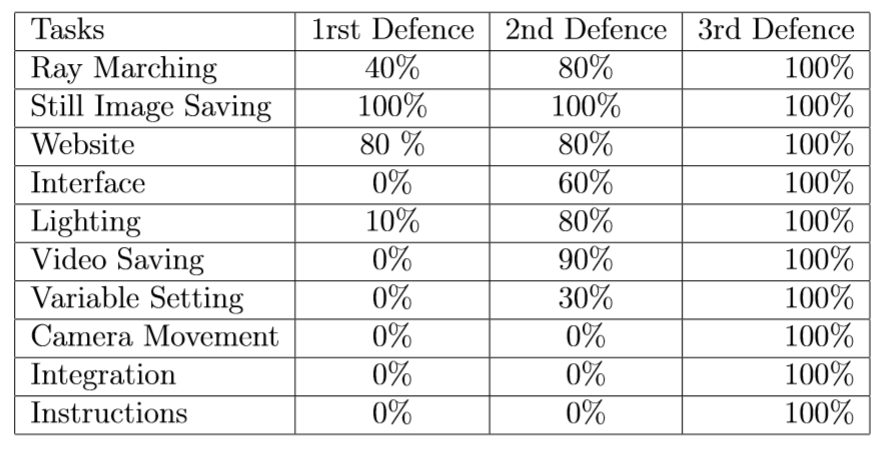 Tasks 1rst Defence 2nd Defence 3rd Defence
Ray Marching 40% 80% 100%
Still Image Saving 100% 100% 100%
Website 80 % 80% 100%
Interface 0% 60% 100%
Lighting 10% 80% 100%
Video Saving 0% 90% 100%
Variable Setting 0% 30% 100%
Camera Movement 0% 0% 100%
Integration 0% 0% 100%
Instructions 0% 0% 100%